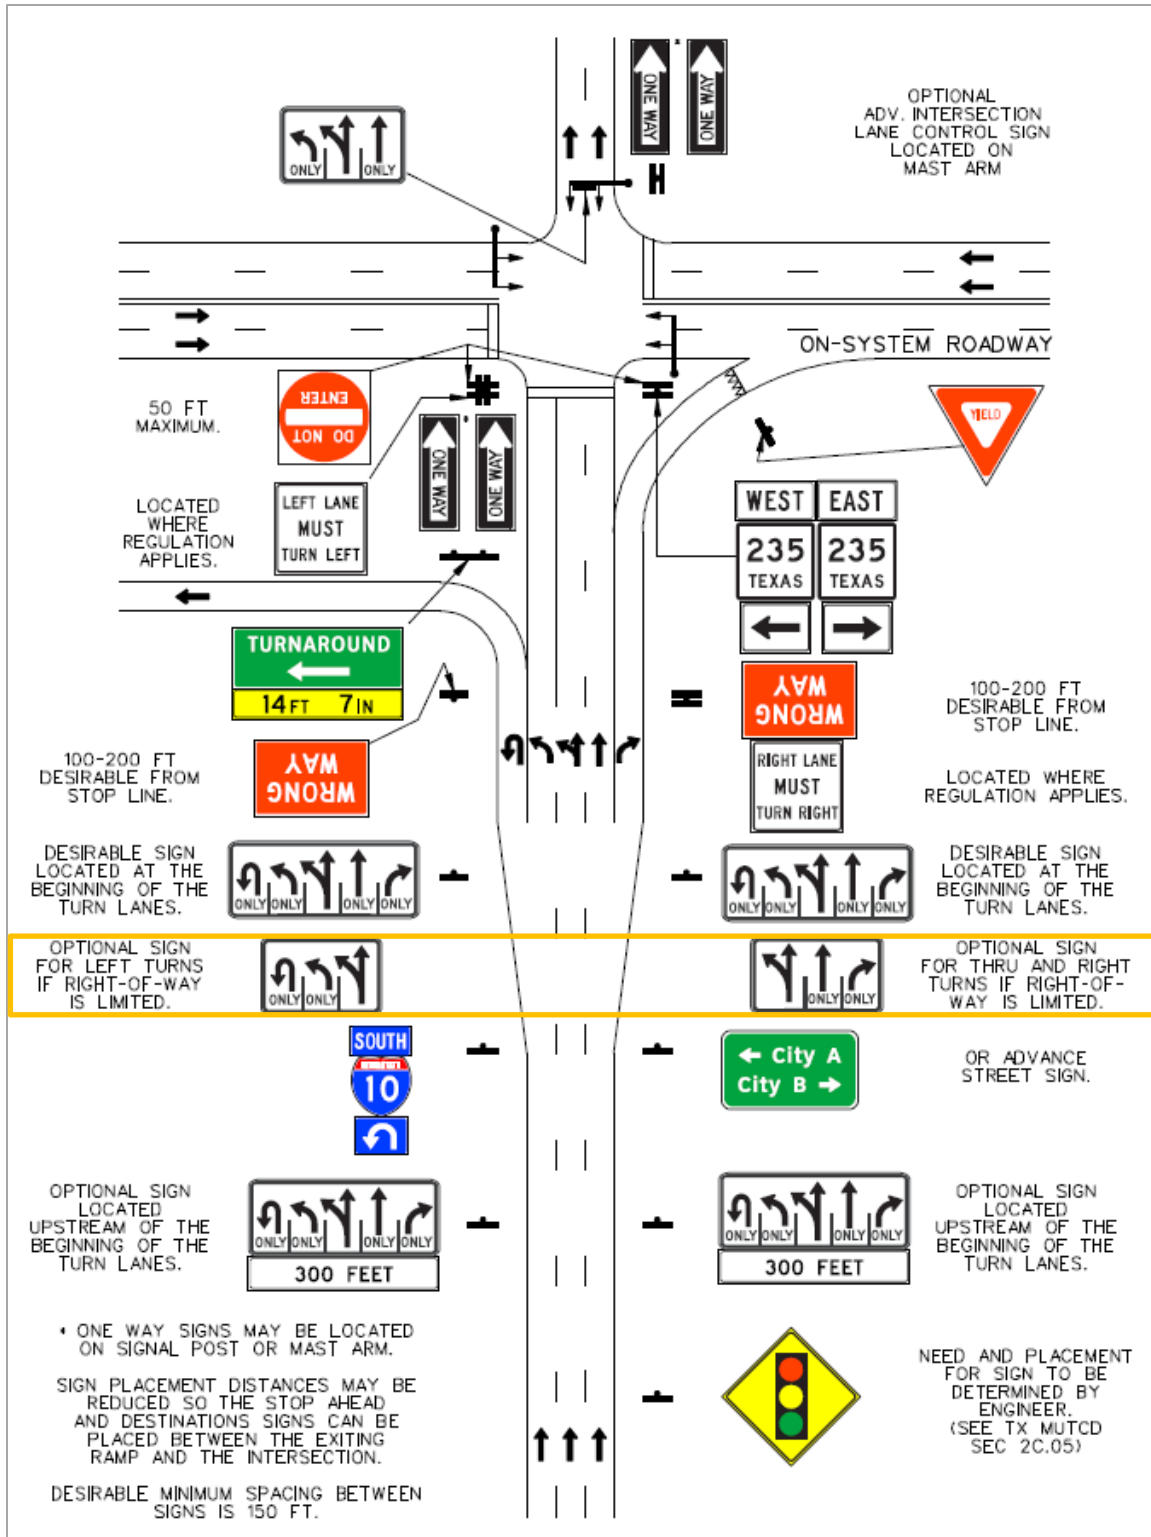 ONE WAY
ONE WAY
OPTIONAL
ADV. INTERSECTION
LANE CONTROL SIGN
LOCATED ON
MAST ARM
ONLY
ONLY
ON-SYSTEM ROADWAY
50 FT
MAXIMUM.
DO NOT
ENTER
YIELD
LOCATED
WHERE
REGULATION
APPLIES.
LEFT LANE
MUST
TURN LEFT
ONE WAY
ONE WAY
WEST
EAST
235
TEXAS
235
TEXAS
TURNAROUND
14 FT 7 IN
WRONG
WAY
100-200 FT
DESIRABLE FROM
STOP LINE.
100-200 FT
DESIRABLE FROM
STOP LINE.
WRONG
WAY
RIGHT LANE
MUST
TURN RIGHT
LOCATED WHERE
REGULATION APPLIES.
DESIRABLE SIGN
LOCATED AT THE
BEGINNING OF THE
TURN LANES.
ONLY ONLY ONLY ONLY
ONLY ONLY ONLY ONLY
DESIRABLE SIGN
LOCATED AT THE
BEGINNING OF THE
TURN LANES.
OPTIONAL SIGN
FOR LEFT TURNS
IF RIGHT-OF-WAY
IS LIMITED.
ONLY ONLY
ONLY ONLY
OPTIONAL SIGN
FOR THRU AND RIGHT
TURNS IF RIGHT-OF-
WAY IS LIMITED.
SOUTH
10
City A
City B
OR ADVANCE
STREET SIGN.
OPTIONAL SIGN
LOCATED
UPSTREAM OF THE
BEGINNING OF THE
TURN LANES.
ONLY ONLY ONLY ONLY
300 FEET
ONLY ONLY ONLY ONLY
300 FEET
OPTIONAL SIGN
LOCATED
UPSTREAM OF THE
BEGINNING OF THE
TURN LANES.
* ONE WAY SIGNS MAY BE LOCATED
ON SIGNAL POST OR MAST ARM.
SIGN PLACEMENT DISTANCES MAY BE
REDUCED SO THE STOP AHEAD
AND DESTINATIONS SIGNS CAN BE
PLACED BETWEEN THE EXITING
RAMP AND THE INTERSECTION.
DESIRABLE MINIMUM SPACING BETWEEN
SIGNS IS 150 FT.
NEED AND PLACEMENT
FOR SIGN TO BE
DETERMINED BY
ENGINEER.
(SEE TX MUTCD
SEC 2C.05)